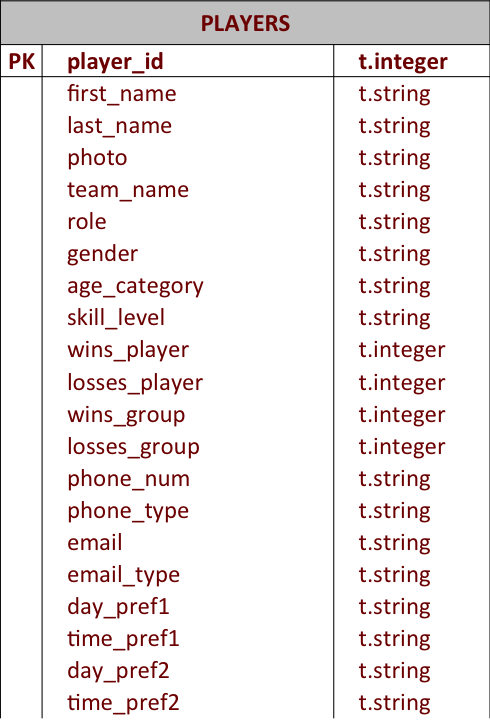 PLAYERS
PK player_id t.integer
first_name t.string
last_name t.string
photo t.string
team_name t.string
role t.string
gender t.string
age_category t.string
skill_level t.string
wins_player t.integer
losses_player t.integer
wins_group t.integer
losses_group t.integer
phone_num t.string
phone_type t.string
email t.string
email_type t.string
day_pref1 t.string
time_pref1 t.string
day_pref2 t.string
time_pref2 t.string